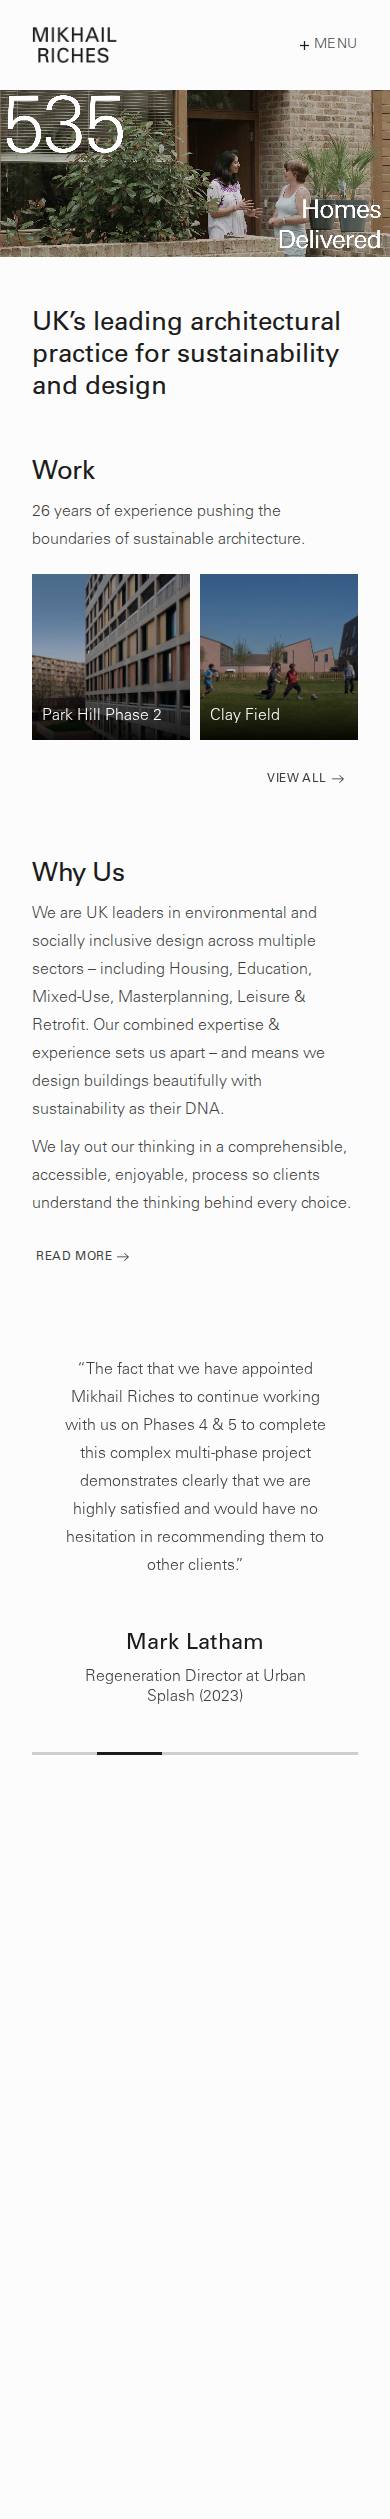 MIKHAIL
RICHES
+ MENU
535
Homes
Delivered
UK’s leading architectural
practice for sustainability
and design
Work
26 years of experience pushing the
boundaries of sustainable architecture.
Park Hill Phase 2
Clay Field
VIEW ALL →
Why Us
We are UK leaders in environmental and
socially inclusive design across multiple
sectors – including Housing, Education,
Mixed-Use, Masterplanning, Leisure &
Retrofit. Our combined expertise &
experience sets us apart – and means we
design buildings beautifully with
sustainability as their DNA.
We lay out our thinking in a comprehensible,
accessible, enjoyable, process so clients
understand the thinking behind every choice.
READ MORE →
“The fact that we have appointed
Mikhail Riches to continue working
with us on Phases 4 & 5 to complete
this complex multi-phase project
demonstrates clearly that we are
highly satisfied and would have no
hesitation in recommending them to
other clients.”
Mark Latham
Regeneration Director at Urban
Splash (2023)